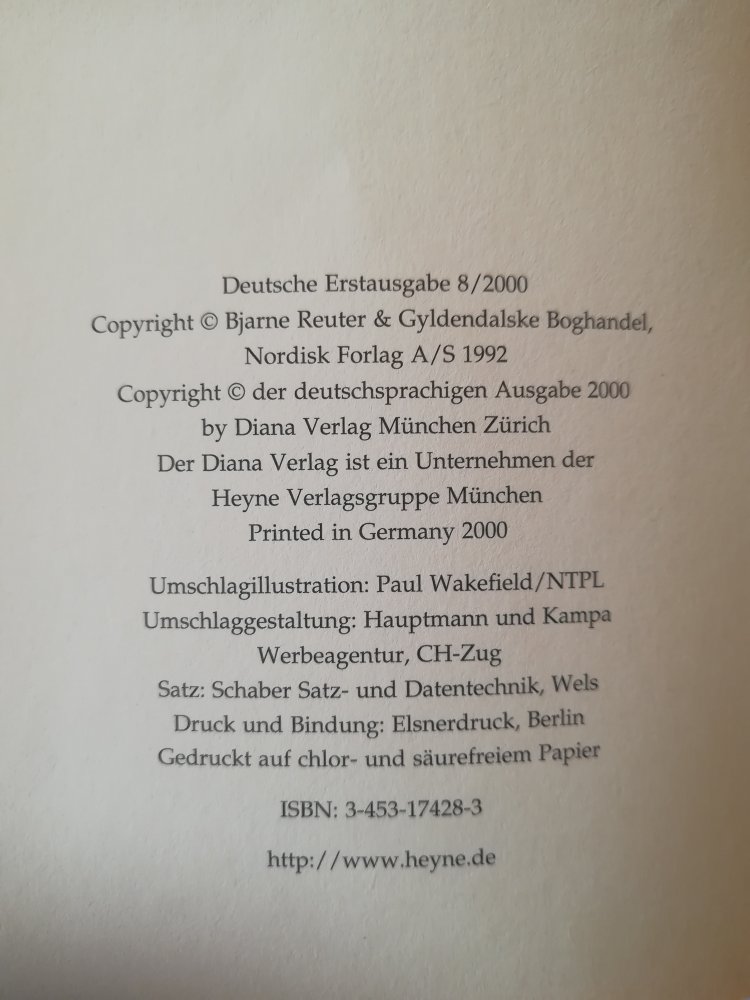 Deutsche Erstausgabe 8/2000
Copyright © Bjarne Reuter & Gyldendalske Boghandel,
Nordisk Forlag A/S 1992
Copyright © der deutschsprachigen Ausgabe 2000
by Diana Verlag München Zürich
Der Diana Verlag ist ein Unternehmen der
Heyne Verlagsgruppe München
Printed in Germany 2000
Umschlagillustration: Paul Wakefield/NTPL
Umschlaggestaltung: Hauptmann und Kampa
Werbeagentur, CH-Zug
Satz: Schaber Satz- und Datentechnik, Wels
Druck und Bindung: Elsnerdruck, Berlin
Gedruckt auf chlor- und säurefreiem Papier
ISBN: 3-453-17428-3
http://www.heyne.de